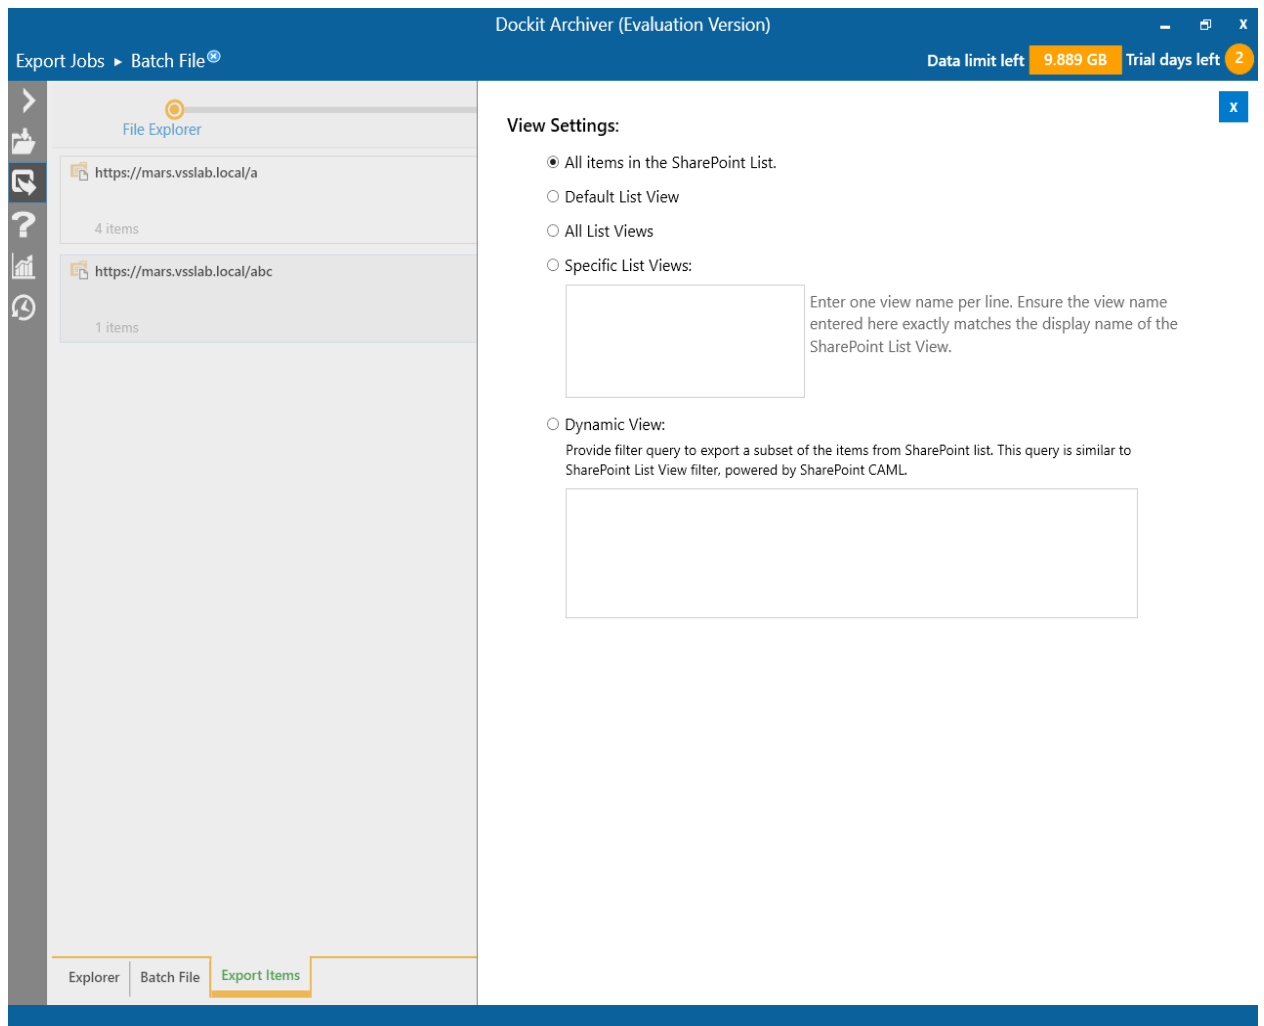 Dockit Archiver (Evaluation Version)
Export Jobs ▸ Batch File
Data limit left 9.889 GB Trial days left 2
X
File Explorer
https://mars.vsslab.local/a
4 items
https://mars.vsslab.local/abc
1 items
Explorer
Batch File
Export Items
View Settings:
All items in the SharePoint List.
Default List View
All List Views
Specific List Views:
Enter one view name per line. Ensure the view name
entered here exactly matches the display name of the
SharePoint List View.
Dynamic View:
Provide filter query to export a subset of the items from SharePoint list. This query is similar to
SharePoint List View filter, powered by SharePoint CAML.